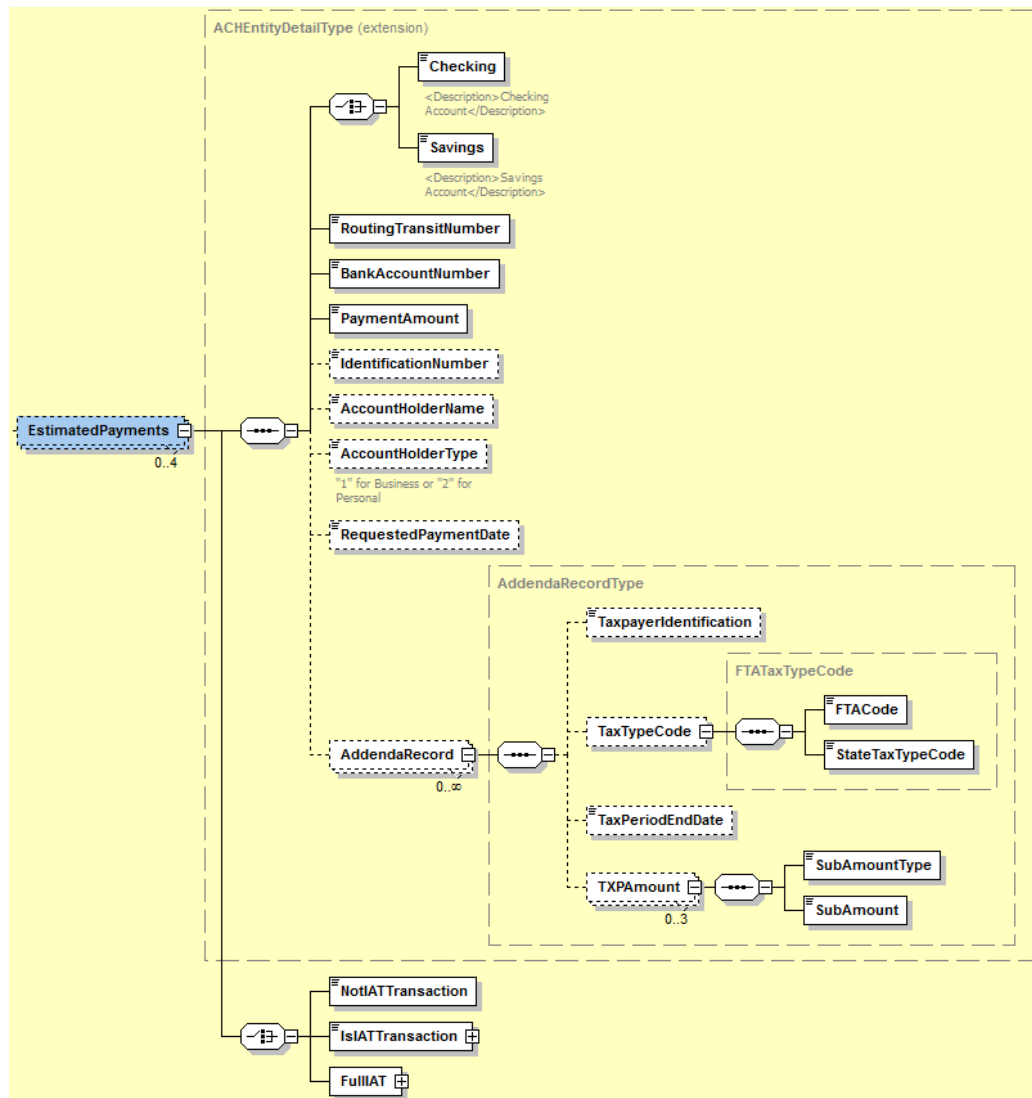 ACHEntityDetailType (extension)
Checking
<Description>Checking
Account</Description>
Savings
<Description>Savings
Account</Description>
RoutingTransitNumber
BankAccountNumber
PaymentAmount
IdentificationNumber
AccountHolderName
EstimatedPayments
0..4
AccountHolderType
"1" for Business or "2" for
Personal
RequestedPaymentDate
AddendaRecordType
TaxpayerIdentification
FTATaxTypeCode
FTACode
TaxTypeCode
StateTaxTypeCode
AddendaRecord
0..∞
TaxPeriodEndDate
SubAmountType
TXPAmount
0..3
SubAmount
NotIATTransaction
IsIATTransaction
FullIAT